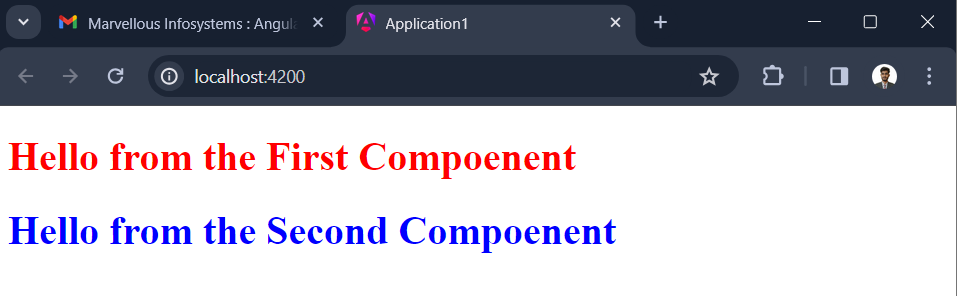 Marvellous Infosystems : Angula
Application1
localhost:4200
Hello from the First Compoenent
Hello from the Second Compoenent